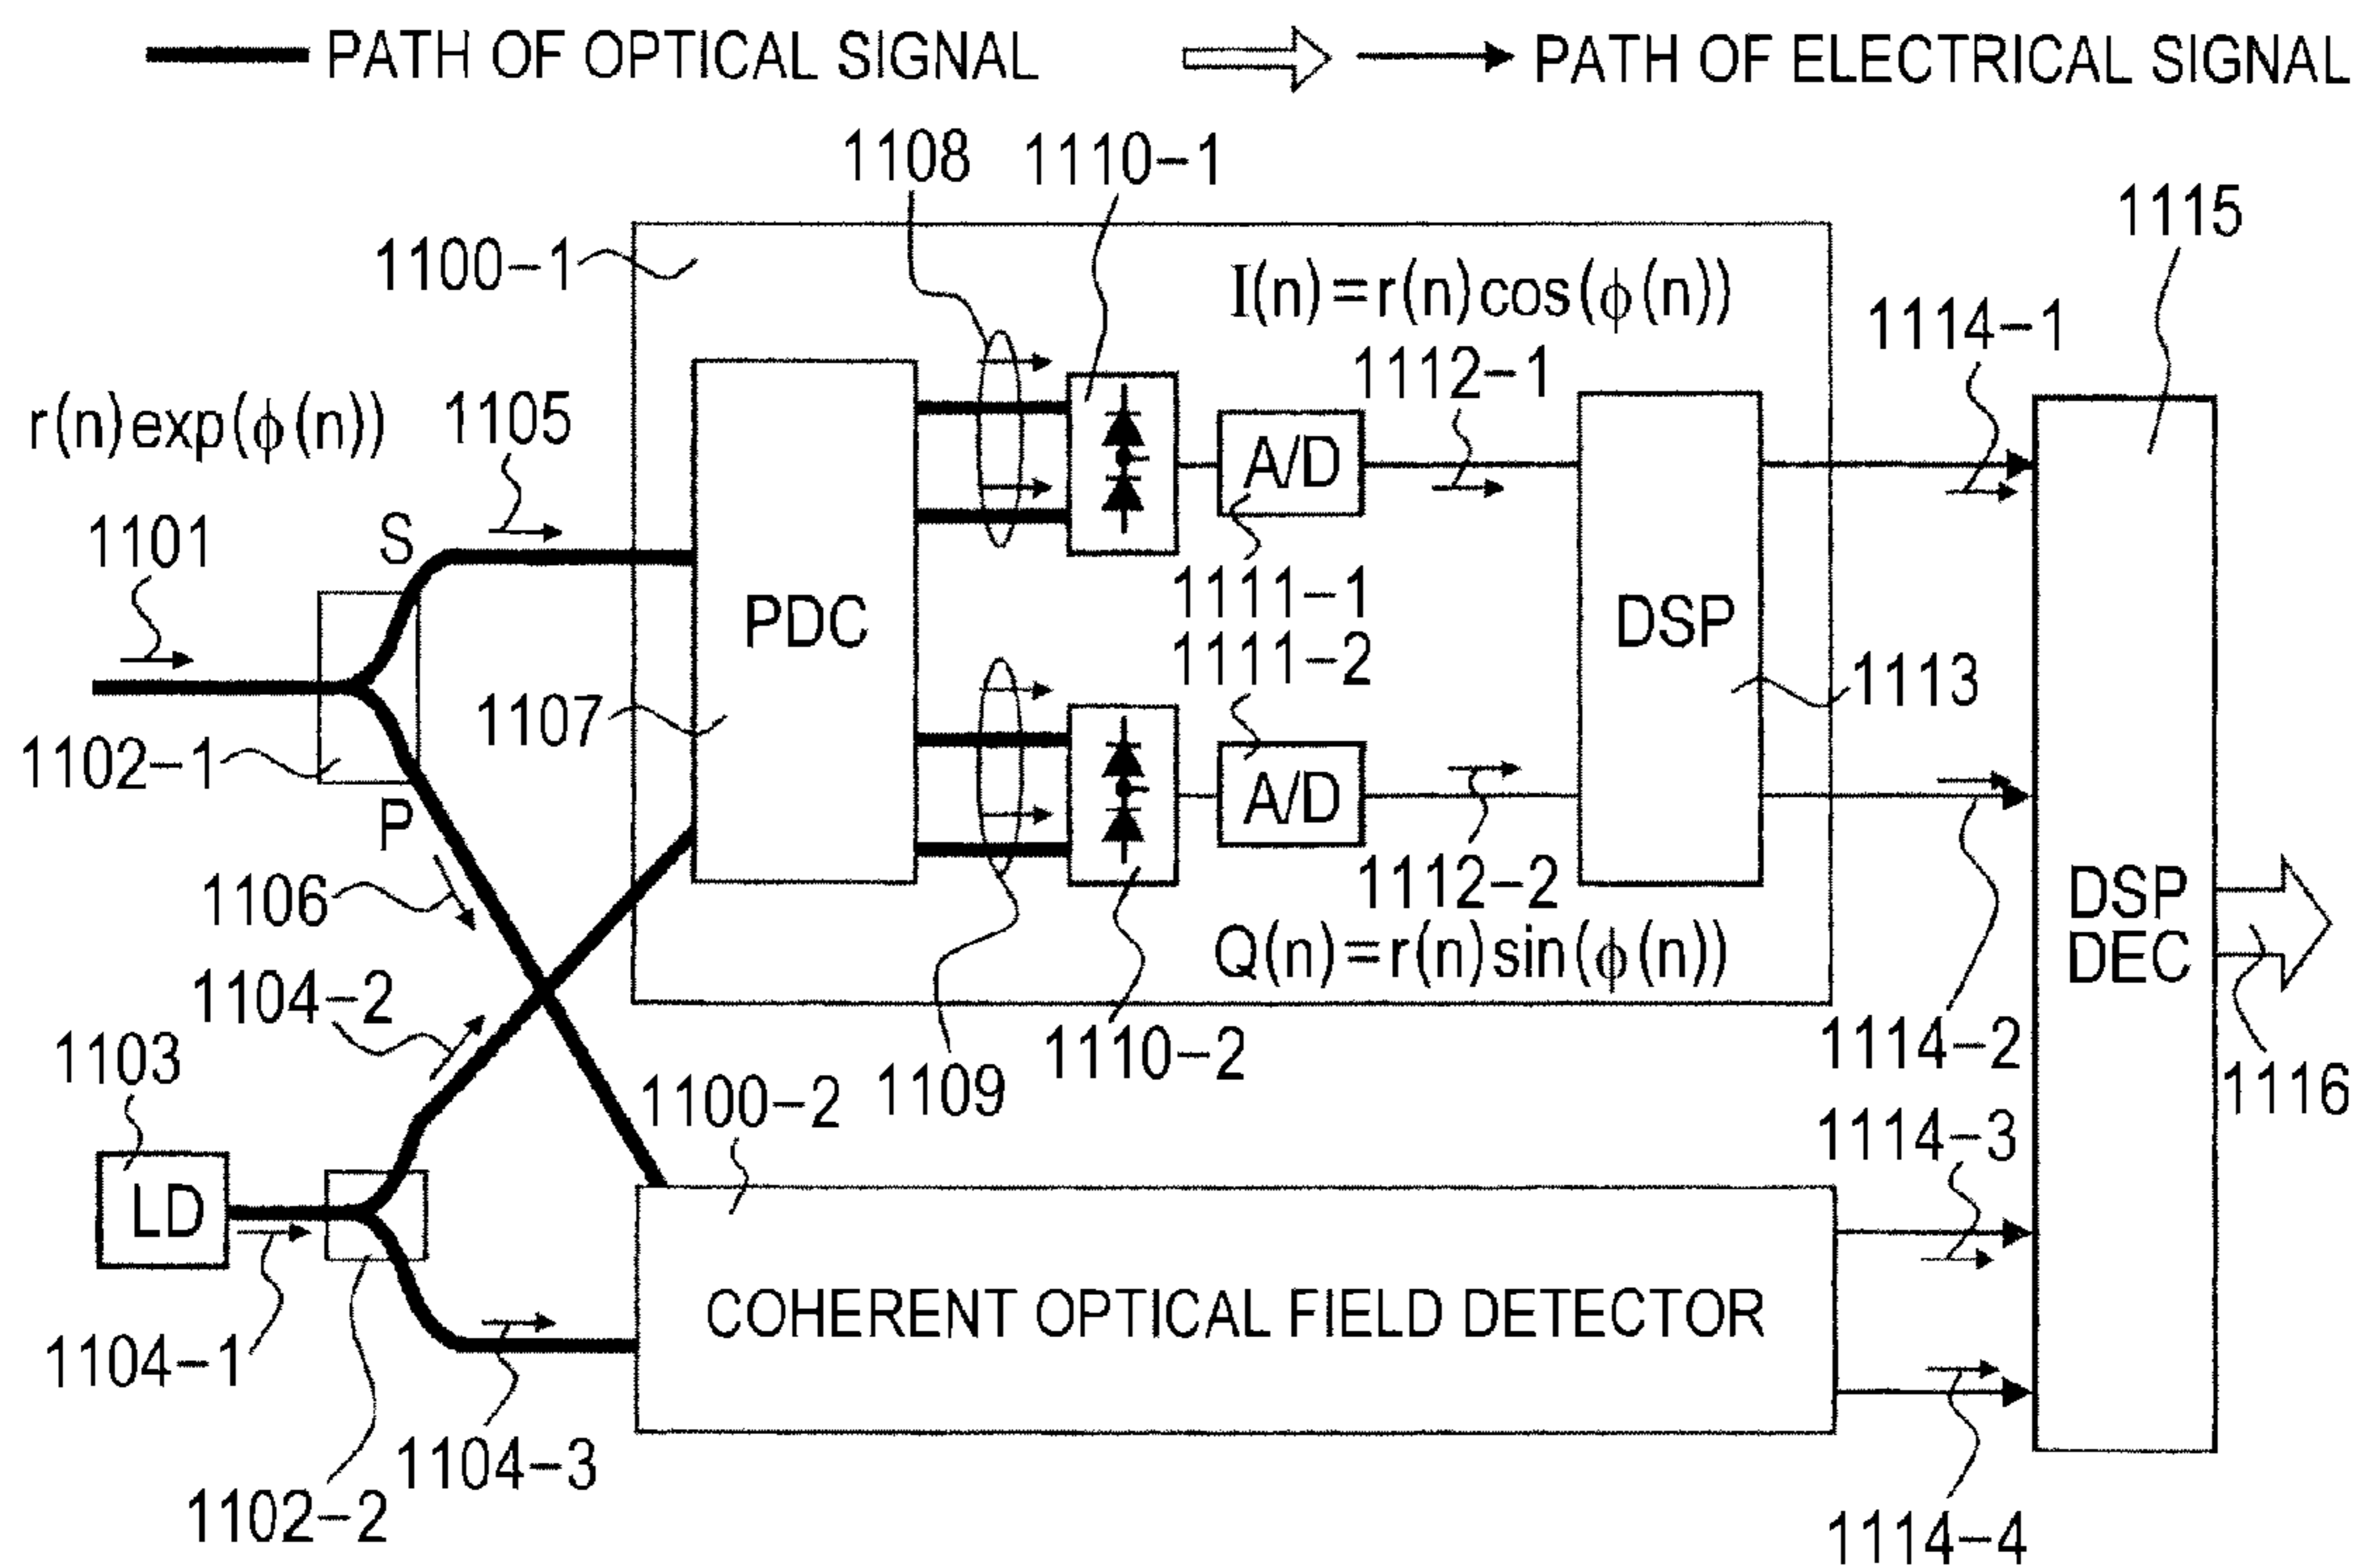 PATH OF OPTICAL SIGNAL
PATH OF ELECTRICAL SIGNAL
1108
1110-1
1115
1100-1
I(n)=r(n)cos(ϕ(n))
1114-1
1112-1
r(n)exp(ϕ(n))
1105
A/D
S
1101
1111-1
PDC
DSP
1111-2
1113
1107
1102-1
A/D
P
1106
1112-2
DSP
DEC
Q(n)=r(n)sin(ϕ(n))
1104-2
1103
1110-2
1114-2
1109
1116
1100-2
1114-3
LD
COHERENT OPTICAL FIELD DETECTOR
1104-1
1104-3
1102-2
1114-4